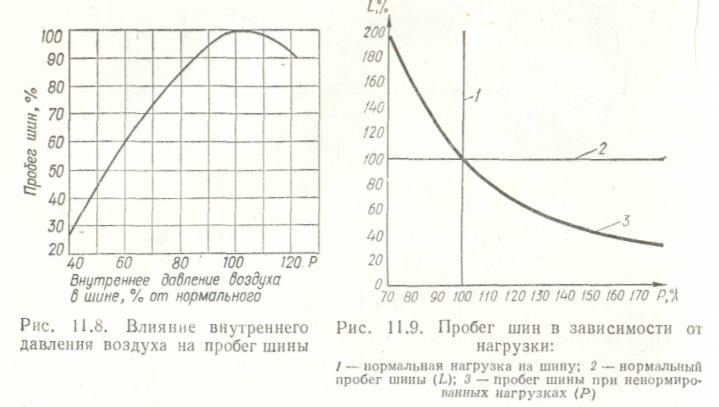 100
90
80
70
60
50
40
30
20
Пробег шин, %
40 60 80 100 120 P
Внутреннее давление воздуха
в шине, % от нормального
Рис. 11.8. Влияние внутреннего
давления воздуха на пробег шины
L,%
200
180
160
140
120
100
80
60
40
20
0
1
2
3
70 80 90 100 110 120 130 140 150 160 170 P,%
Рис. 11.9. Пробег шин в зависимости от
нагрузки:
1 — нормальная нагрузка на шину; 2 — нормальный
пробег шины (L); 3 — пробег шины при ненормиро-
ванных нагрузках (P)